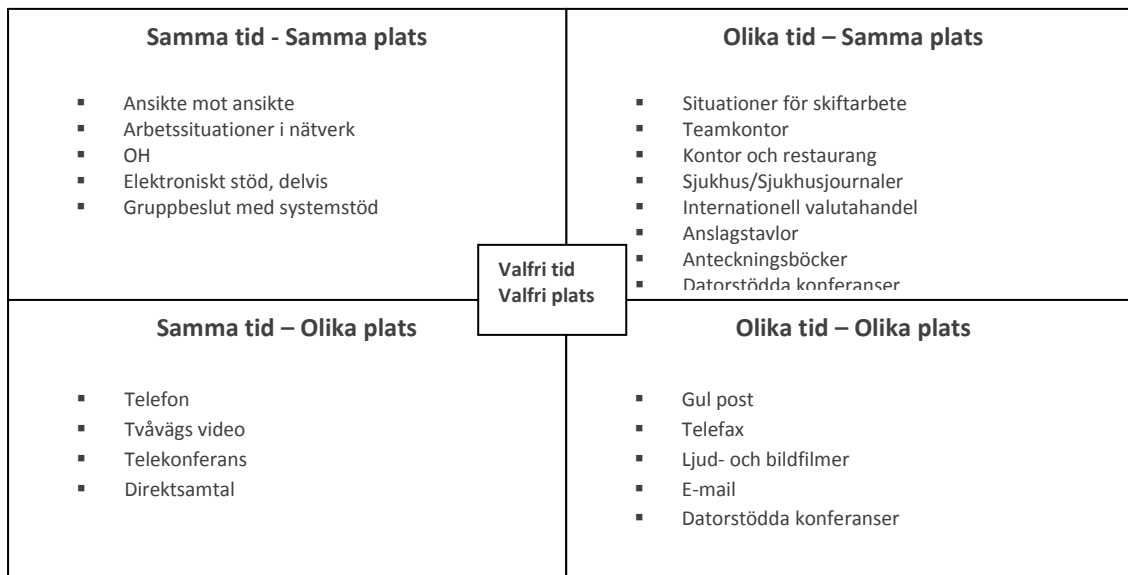 Samma tid - Samma plats
▪ Ansikte mot ansikte
▪ Arbetssituationer i nätverk
▪ OH
▪ Elektroniskt stöd, delvis
▪ Gruppbeslut med systemstöd
Olika tid – Samma plats
▪ Situationer för skiftarbete
▪ Teamkontor
▪ Kontor och restaurang
▪ Sjukhus/Sjukhusjournaler
▪ Internationell valutahandel
▪ Anslagstavlor
▪ Anteckningsböcker
▪ Datorstödda konferanser
Valfri tid
Valfri plats
Samma tid – Olika plats
▪ Telefon
▪ Tvåvägs video
▪ Telekonferans
▪ Direktsamtal
Olika tid – Olika plats
▪ Gul post
▪ Telefax
▪ Ljud- och bildfilmer
▪ E-mail
▪ Datorstödda konferanser